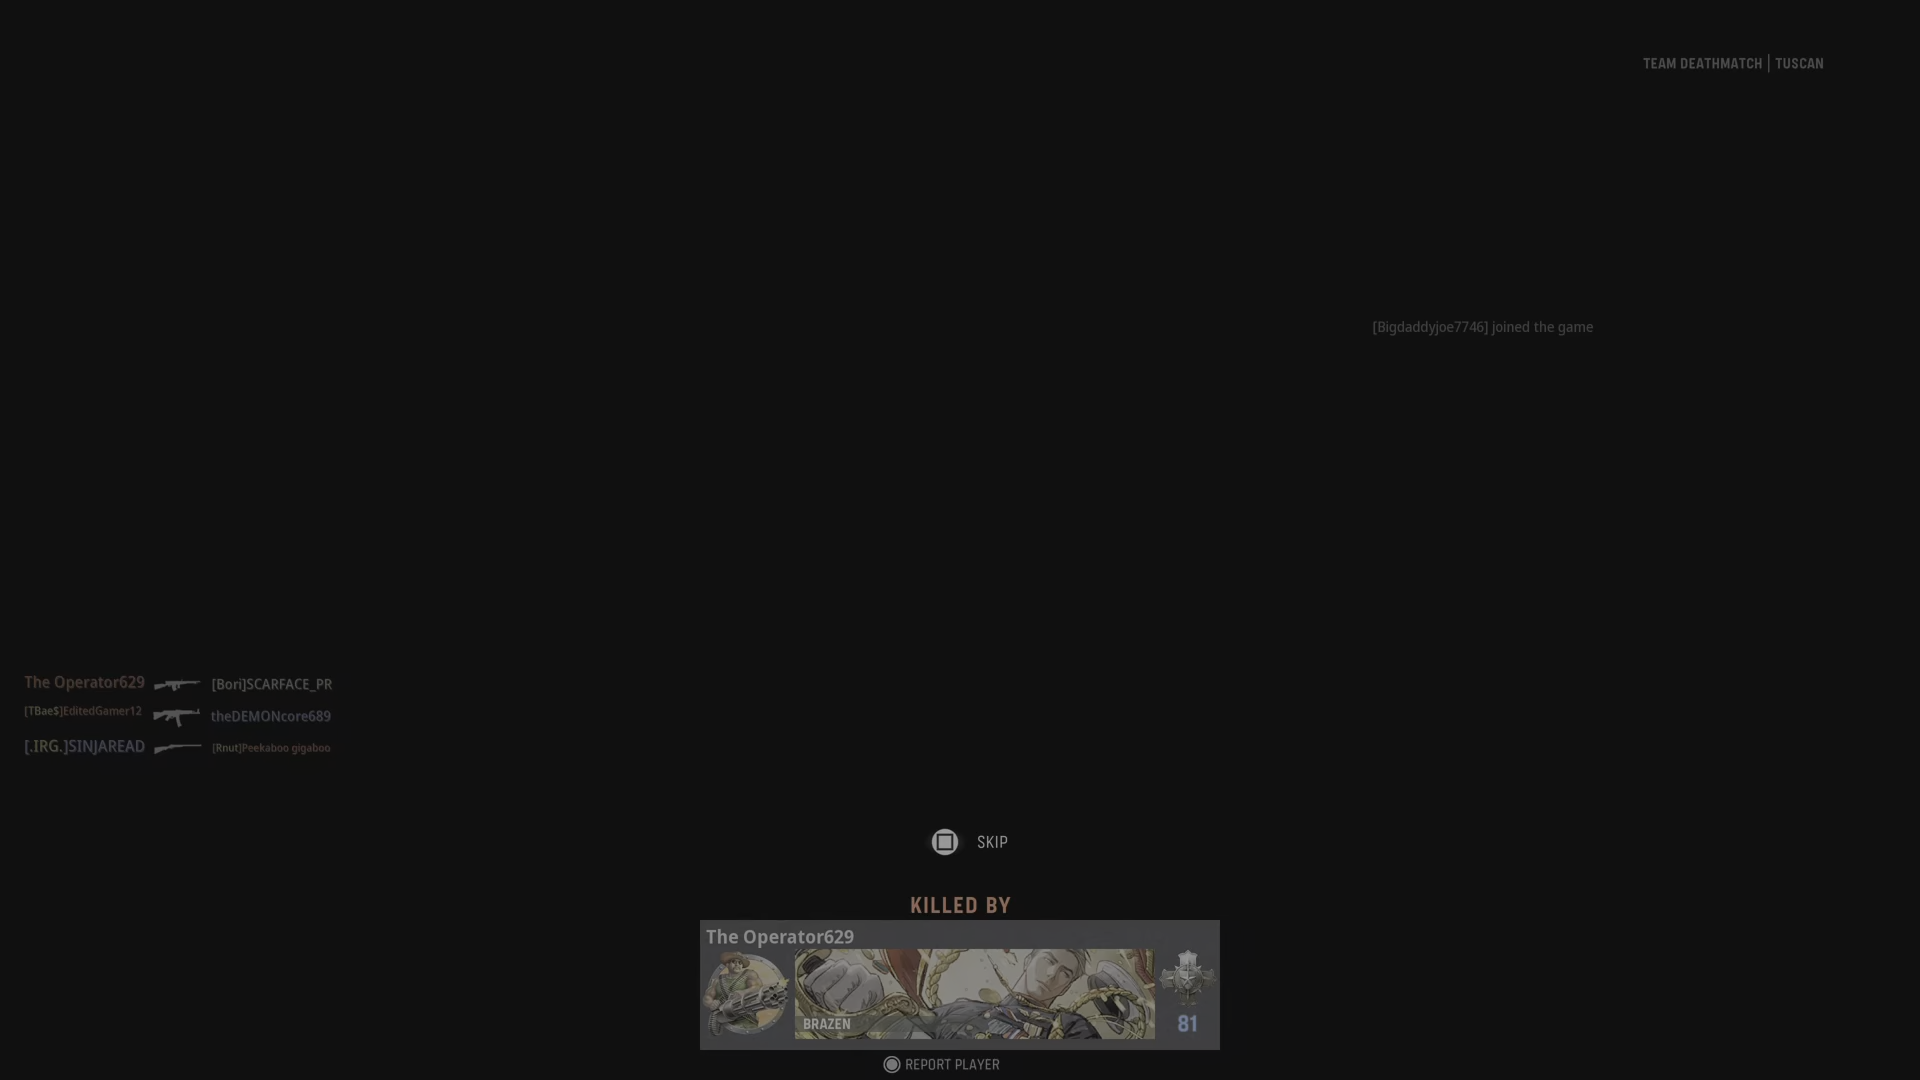 TEAM DEATHMATCH | TUSCAN
[Bigdaddyjoe7746] joined the game
The Operator629 [Bori]SCARFACE_PR
[TBae$]EditedGamer12 theDEMONcore689
[.IRG.]SINJAREAD [Rnut]Peekaboo gigaboo
SKIP
KILLED BY
The Operator629
BRAZEN
81
REPORT PLAYER